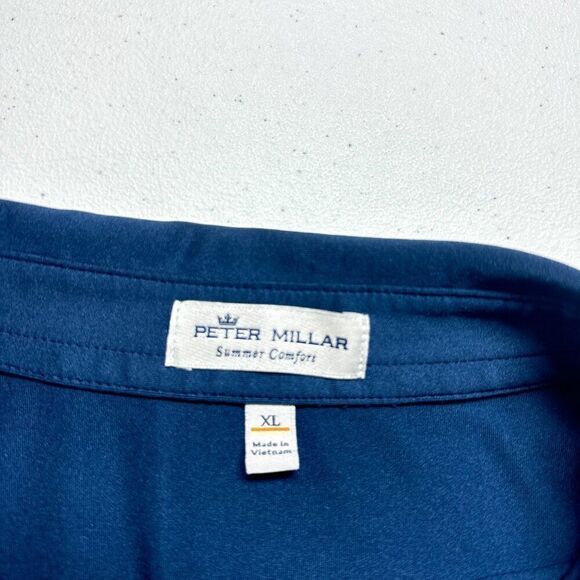 PETER MILLAR
Summer Comfort
XL
Made in
Vietnam